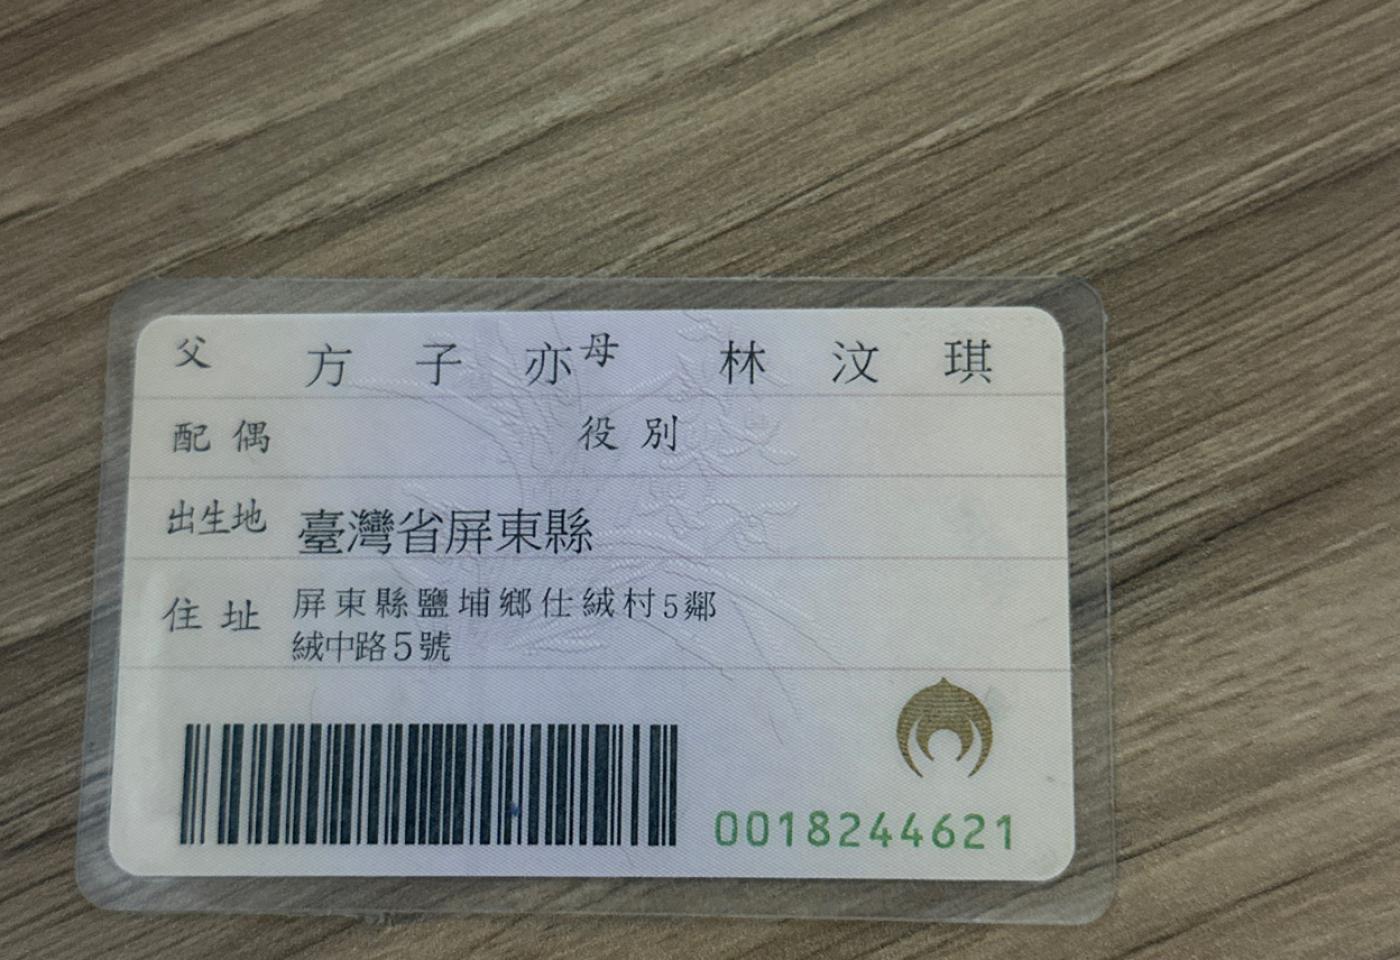 父 方子亦 母 林汶琪
配偶 役別
出生地 臺灣省屏東縣
住址 屏東縣鹽埔鄉仕絨村5鄰
絨中路5號
0018244621